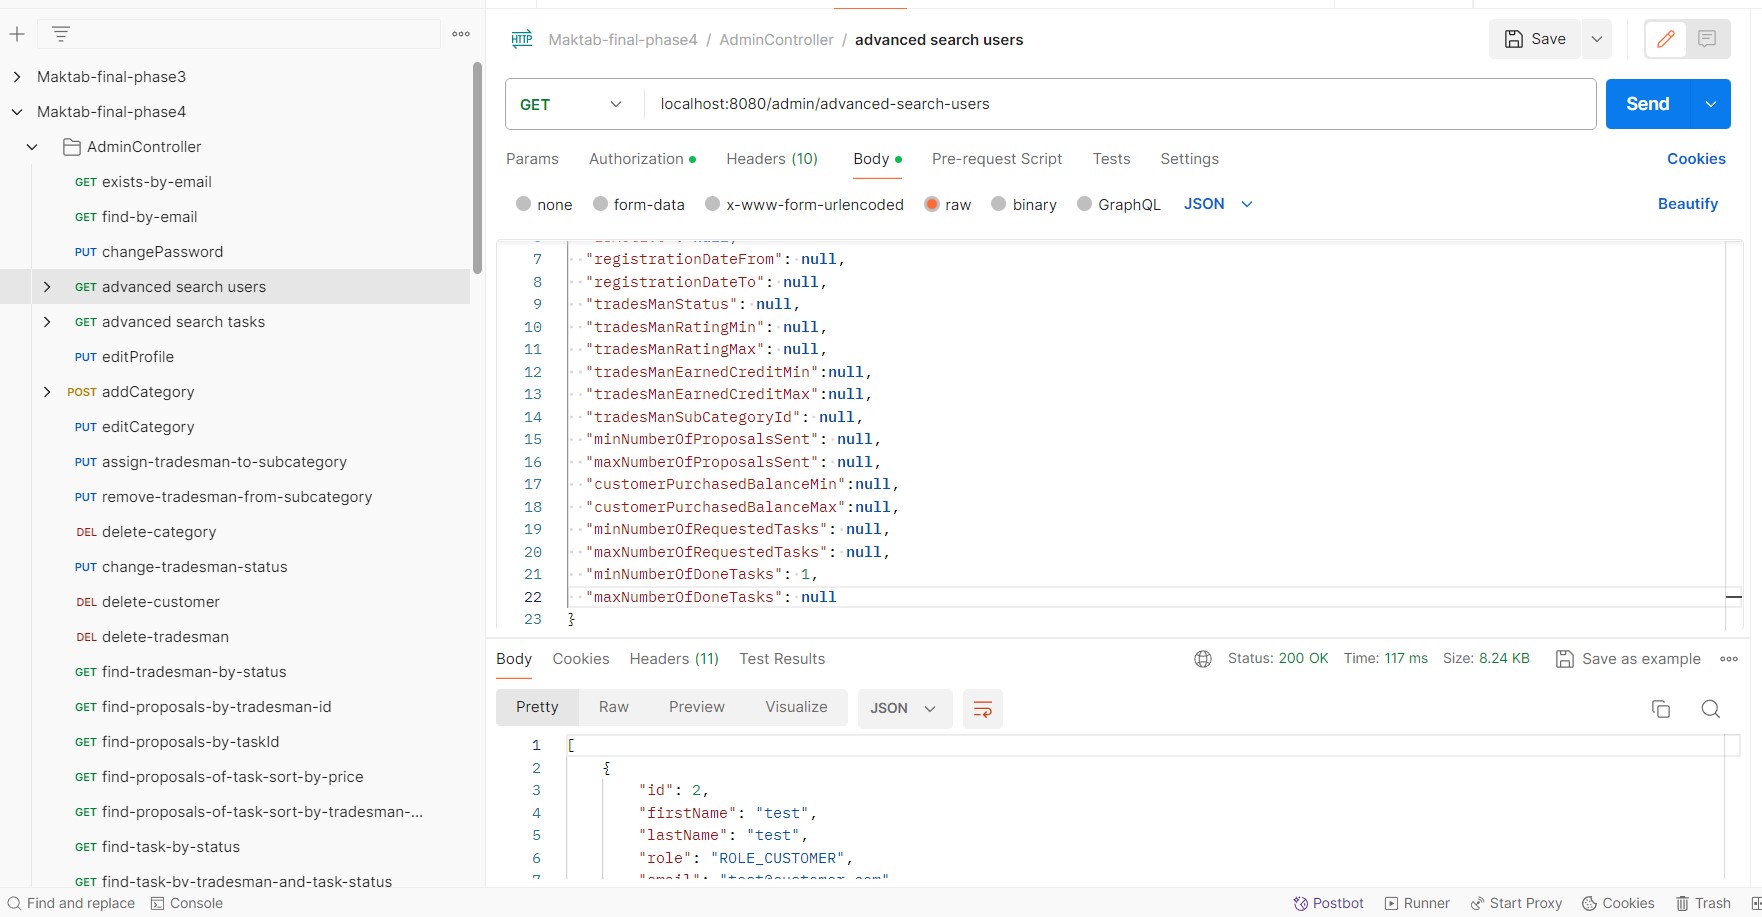 Maktab-final-phase3
Maktab-final-phase4
AdminController
GET exists-by-email
GET find-by-email
PUT changePassword
GET advanced search users
GET advanced search tasks
PUT editProfile
POST addCategory
PUT editCategory
PUT assign-tradesman-to-subcategory
PUT remove-tradesman-from-subcategory
DEL delete-category
PUT change-tradesman-status
DEL delete-customer
DEL delete-tradesman
GET find-tradesman-by-status
GET find-proposals-by-tradesman-id
GET find-proposals-by-taskId
GET find-proposals-of-task-sort-by-price
GET find-proposals-of-task-sort-by-tradesman-...
GET find-task-by-status
GET find-task-by-tradesman-and-task-status
HTTP Maktab-final-phase4 / AdminController / advanced search users
Save
GET localhost:8080/admin/advanced-search-users
Send
Params Authorization Headers (10) Body Pre-request Script Tests Settings Cookies
none form-data x-www-form-urlencoded raw binary GraphQL JSON Beautify
7 "registrationDateFrom": null,
8 "registrationDateTo": null,
9 "tradesManStatus": null,
10 "tradesManRatingMin": null,
11 "tradesManRatingMax": null,
12 "tradesManEarnedCreditMin":null,
13 "tradesManEarnedCreditMax":null,
14 "tradesManSubCategoryId": null,
15 "minNumberOfProposalsSent": null,
16 "maxNumberOfProposalsSent": null,
17 "customerPurchasedBalanceMin":null,
18 "customerPurchasedBalanceMax":null,
19 "minNumberOfRequestedTasks": null,
20 "maxNumberOfRequestedTasks": null,
21 "minNumberOfDoneTasks": 1,
22 "maxNumberOfDoneTasks": null
23 }
Body Cookies Headers (11) Test Results Status: 200 OK Time: 117 ms Size: 8.24 KB Save as example
Pretty Raw Preview Visualize JSON
1 [
2 {
3 "id": 2,
4 "firstName": "test",
5 "lastName": "test",
6 "role": "ROLE_CUSTOMER",
Find and replace Console Postbot Runner Start Proxy Cookies Trash